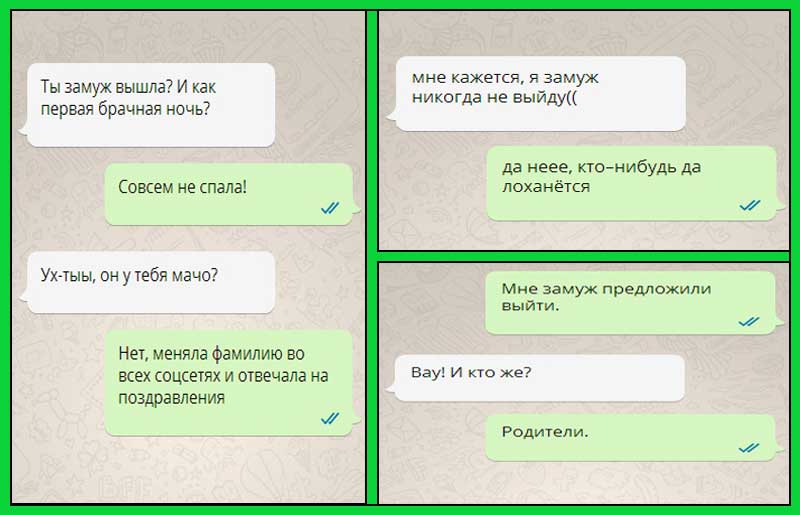 Ты замуж вышла? И как
первая брачная ночь?
Совсем не спала!
Ух-тыы, он у тебя мачо?
Нет, меняла фамилию во
всех соцсетях и отвечала на
поздравления
мне кажется, я замуж
никогда не выйду((
да неее, кто–нибудь да
лоханётся
Мне замуж предложили
выйти.
Вау! И кто же?
Родители.